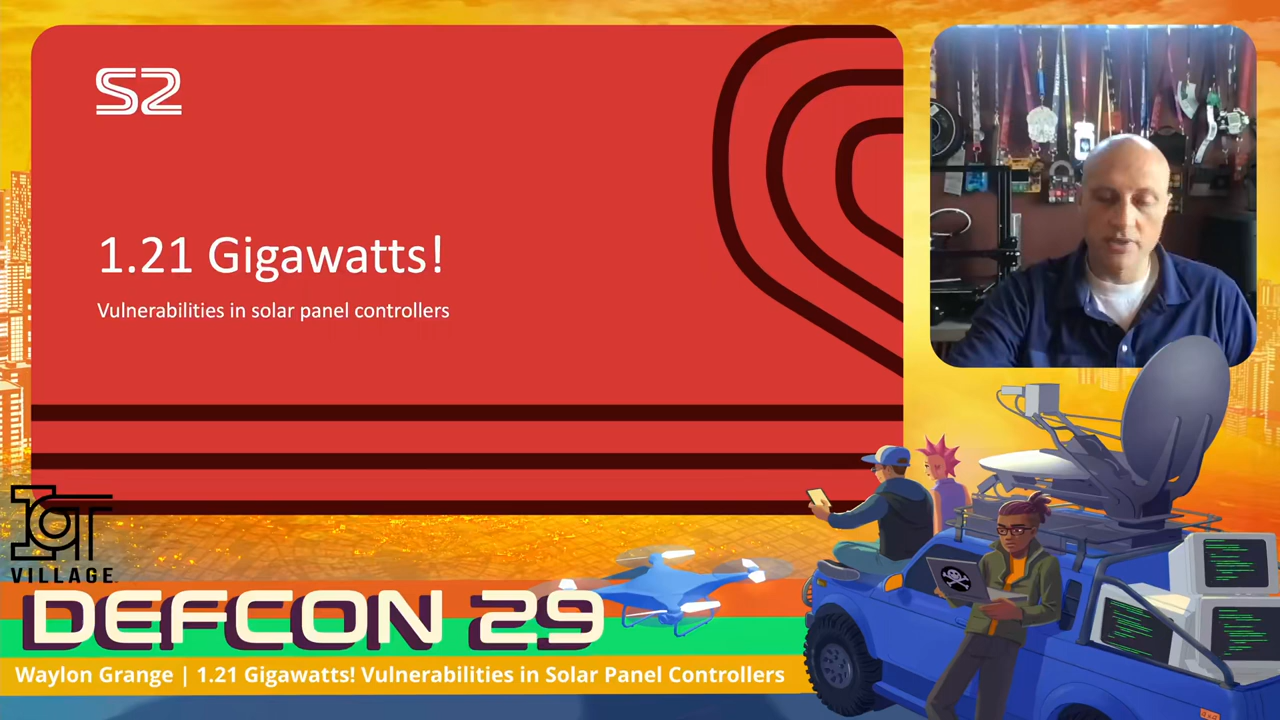 S2
1.21 Gigawatts!
Vulnerabilities in solar panel controllers
IOT
VILLAGE
DEFCON 29
Waylon Grange | 1.21 Gigawatts! Vulnerabilities in Solar Panel Controllers